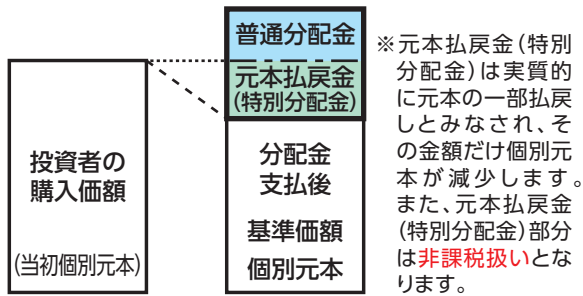 投資者の
購入価額
(当初個別元本)
普通分配金
元本払戻金
(特別分配金)
分配金
支払後
基準価額
個別元本
※元本払戻金(特別
分配金)は実質的
に元本の一部払戻
しとみなされ、そ
の金額だけ個別元
本が減少します。
また、元本払戻金
(特別分配金)部分
は非課税扱いとな
ります。